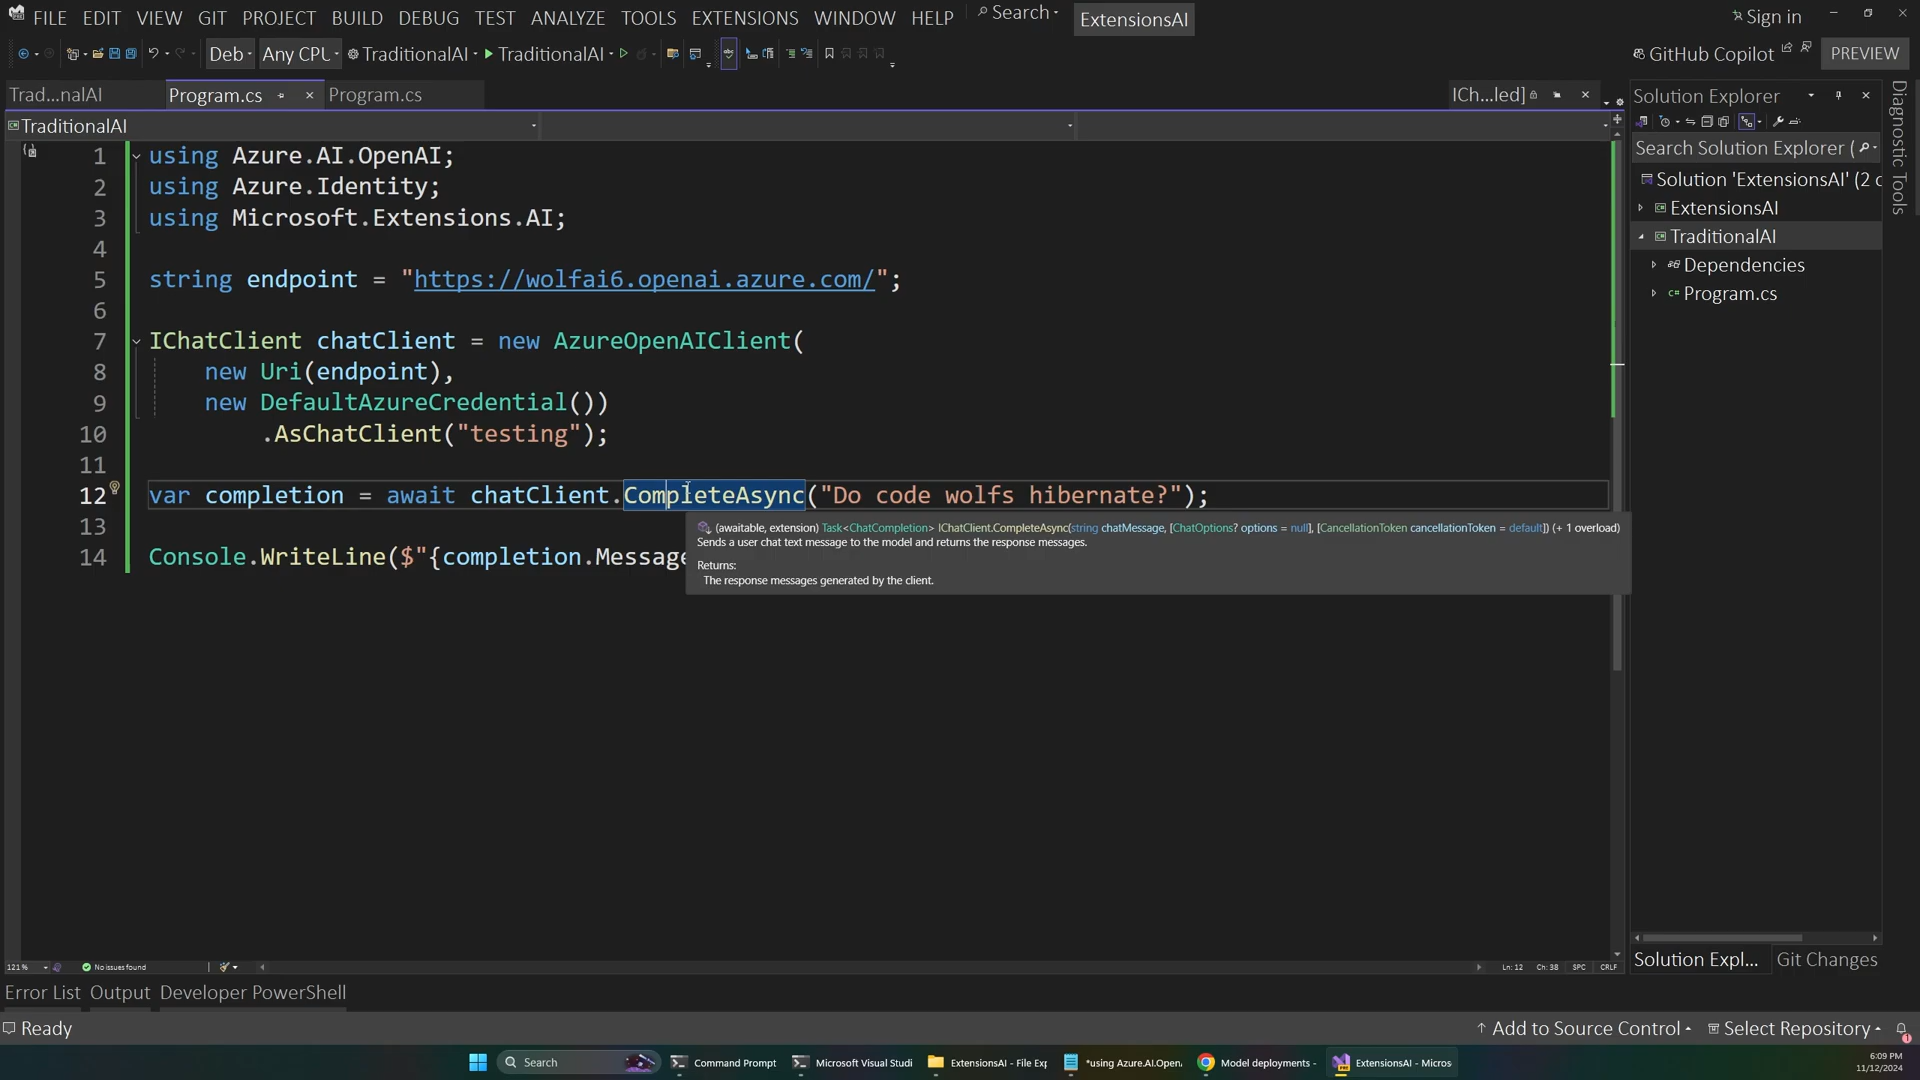 FILE EDIT VIEW GIT PROJECT BUILD DEBUG TEST ANALYZE TOOLS EXTENSIONS WINDOW HELP Search ExtensionsAI Sign in
Deb Any CPU TraditionalAI TraditionalAI GitHub Copilot PREVIEW
Trad...nalAI Program.cs Program.cs ICh...led]
TraditionalAI
1 using Azure.AI.OpenAI;
2 using Azure.Identity;
3 using Microsoft.Extensions.AI;
4
5 string endpoint = "https://wolfai6.openai.azure.com/";
6
7 IChatClient chatClient = new AzureOpenAIClient(
8 new Uri(endpoint),
9 new DefaultAzureCredential())
10 .AsChatClient("testing");
11
12 var completion = await chatClient.CompleteAsync("Do code wolfs hibernate?");
13
14 Console.WriteLine($"{completion.Message
(awaitable, extension) Task<ChatCompletion> IChatClient.CompleteAsync(string chatMessage, [ChatOptions? options = null], [CancellationToken cancellationToken = default]) (+ 1 overload)
Sends a user chat text message to the model and returns the response messages.
Returns:
The response messages generated by the client.
121 % No issues found Ln: 12 Ch: 38 SPC CRLF
Solution Explorer
Search Solution Explorer (
Solution 'ExtensionsAI' (2 c
ExtensionsAI
TraditionalAI
Dependencies
Program.cs
Solution Expl... Git Changes
Diagnostic Tools
Error List Output Developer PowerShell
Ready Add to Source Control Select Repository 1
Search Command Prompt Microsoft Visual Studi ExtensionsAI - File Exp *using Azure.AI.Open. Model deployments - ExtensionsAI - Micros
6:09 PM
11/12/2024